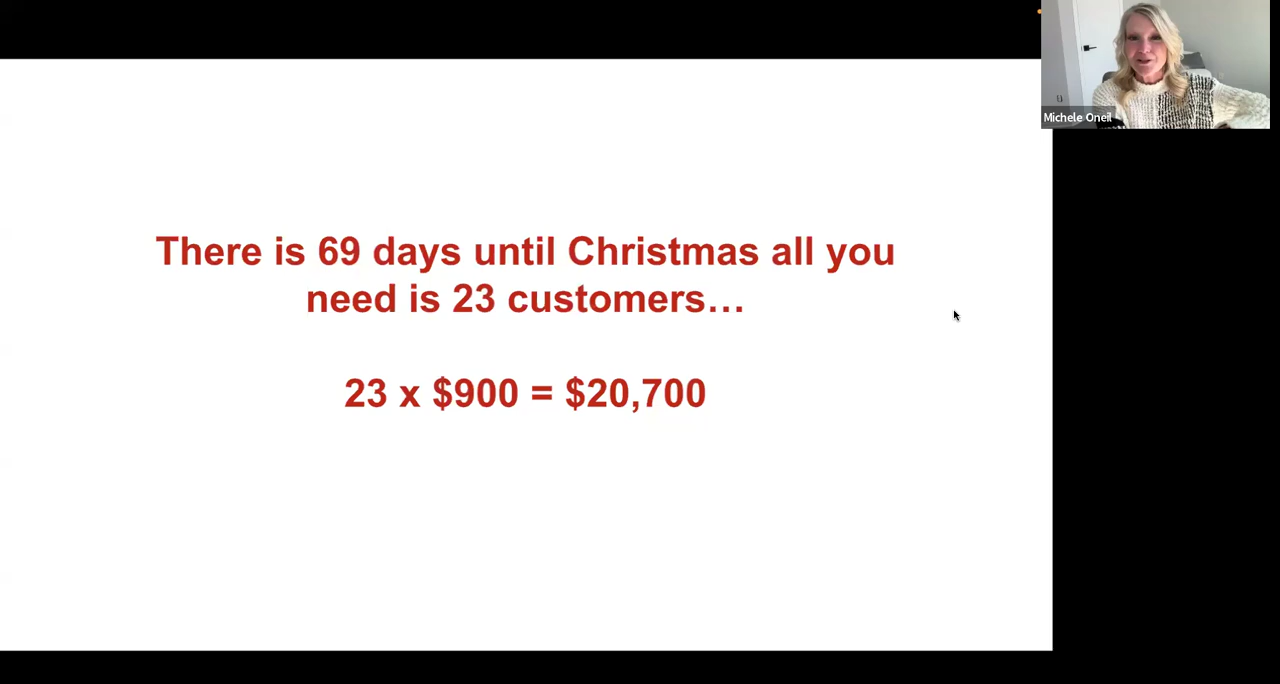 Michele Oneil
There is 69 days until Christmas all you
need is 23 customers…
23 x $900 = $20,700